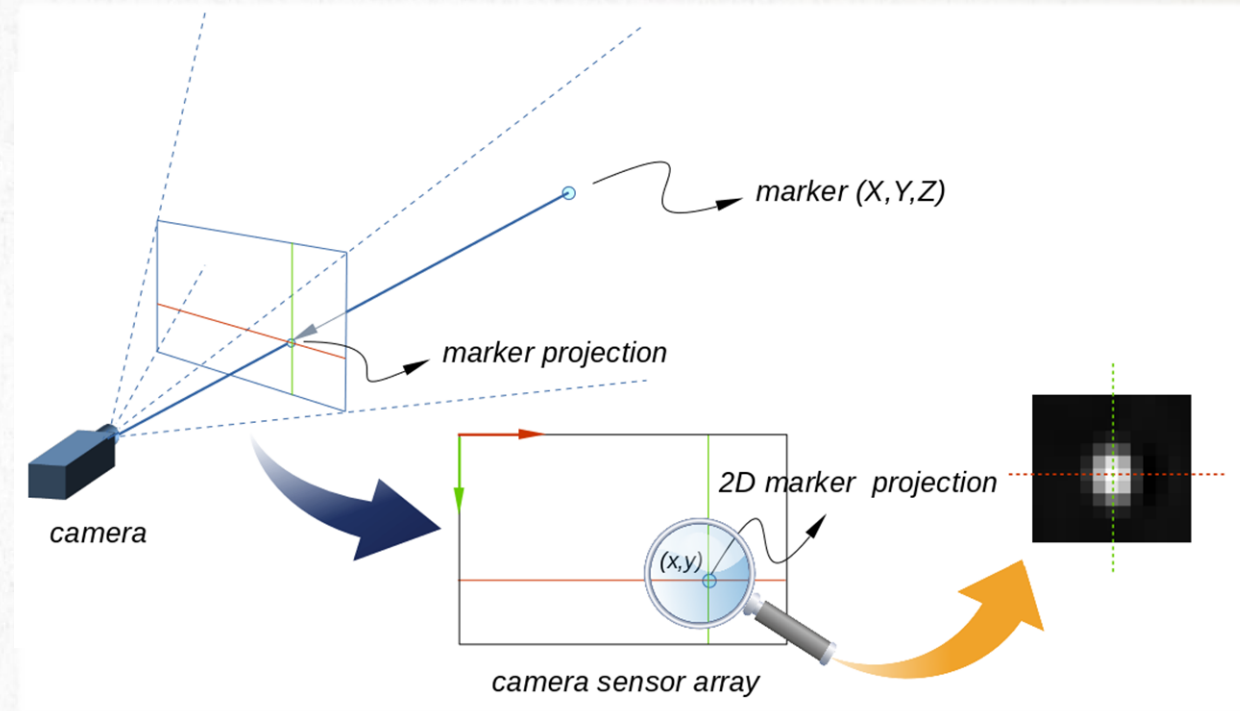 marker (X,Y,Z)
marker projection
2D marker projection
(x,y)
camera
camera sensor array